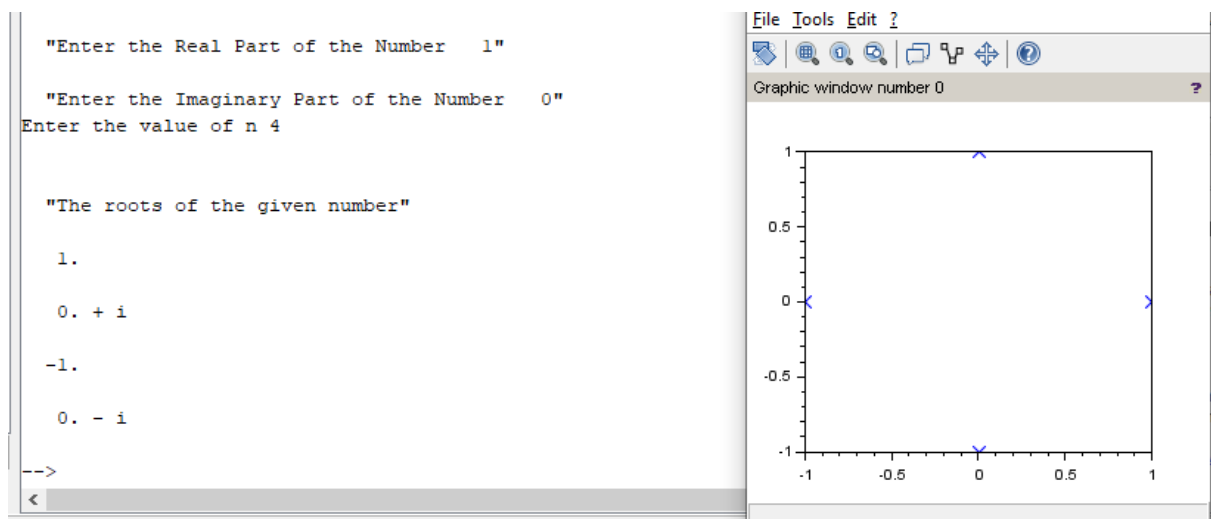 "Enter the Real Part of the Number   1"
"Enter the Imaginary Part of the Number   0"
Enter the value of n 4
"The roots of the given number"
1.
0. + i
-1.
0. - i
-->
<
File Tools Edit ?
Graphic window number 0 ?
1
0.5
0
-0.5
-1
-1 -0.5 0 0.5 1